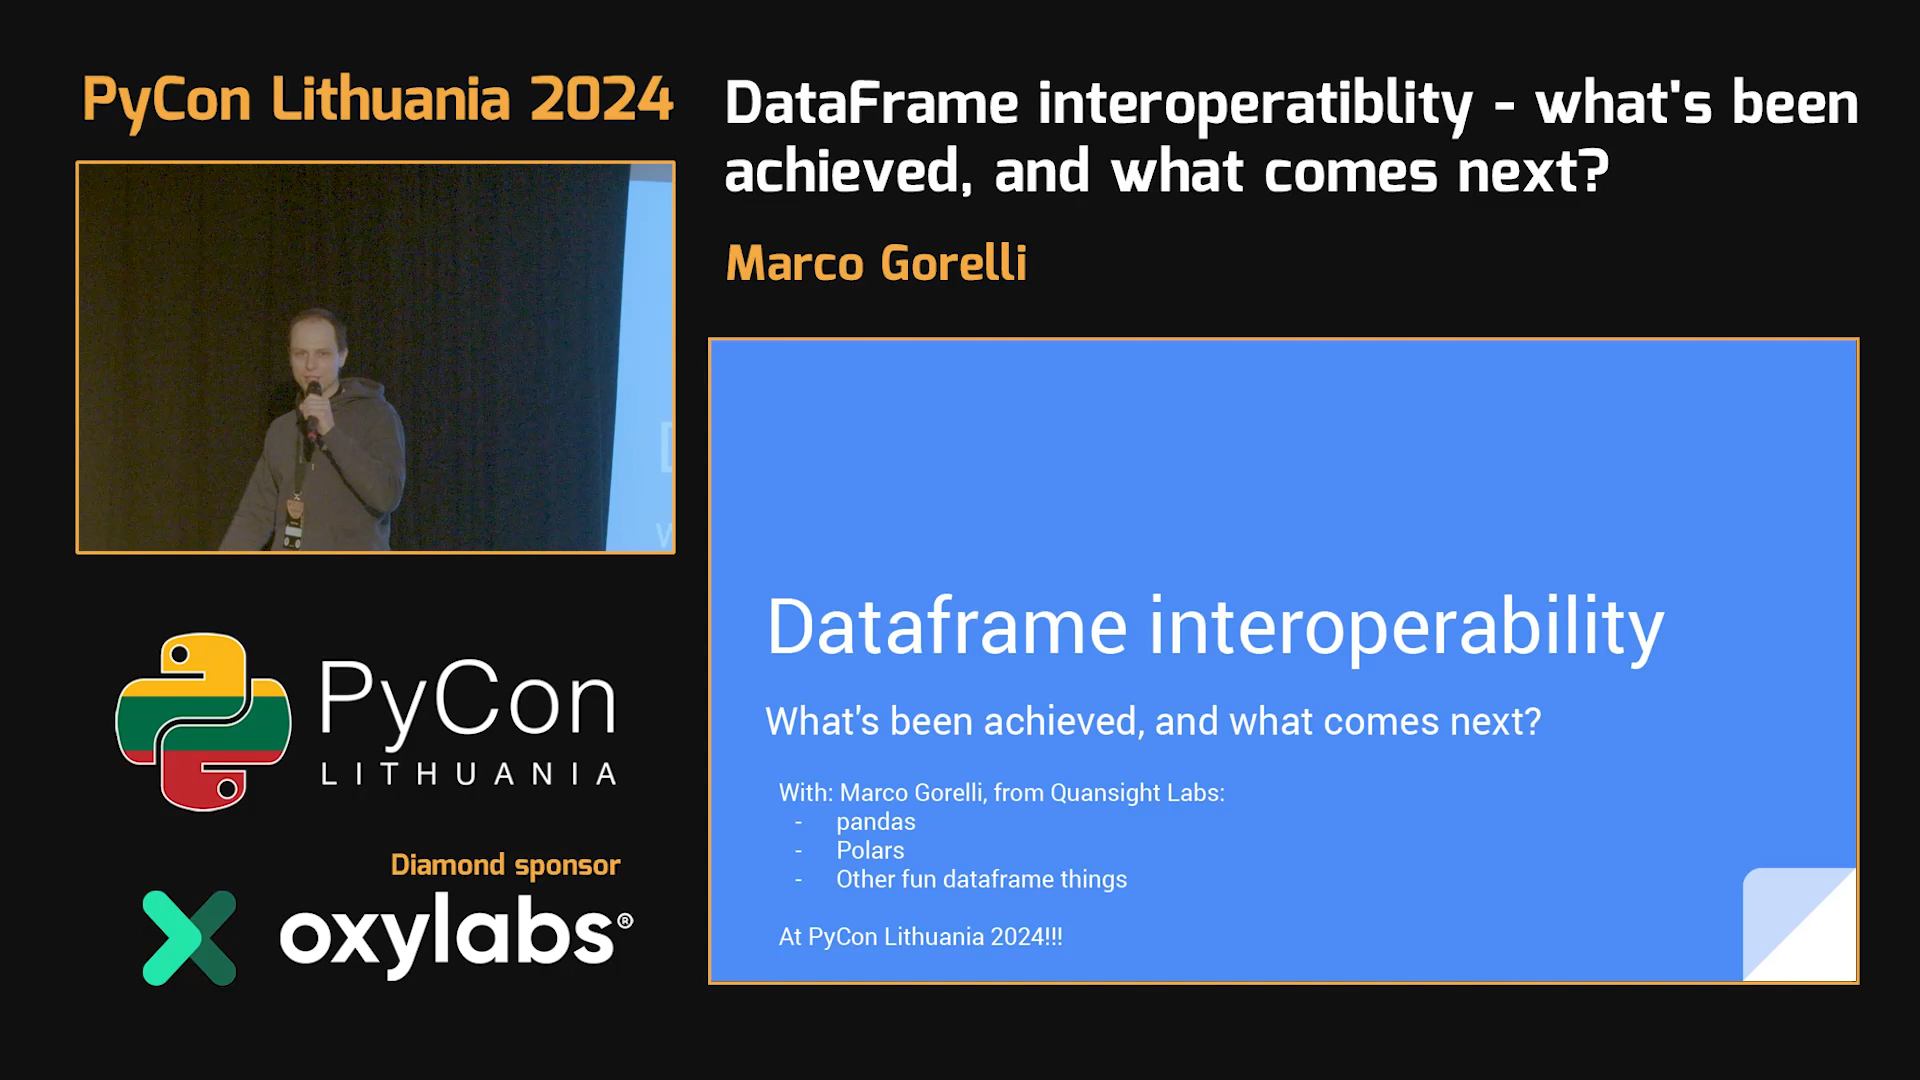 PyCon Lithuania 2024
DataFrame interoperatiblity - what's been
achieved, and what comes next?
Marco Gorelli
Dataframe interoperability
What's been achieved, and what comes next?
With: Marco Gorelli, from Quansight Labs:
- pandas
- Polars
- Other fun dataframe things
At PyCon Lithuania 2024!!!
PyCon
LITHUANIA
Diamond sponsor
oxylabs®